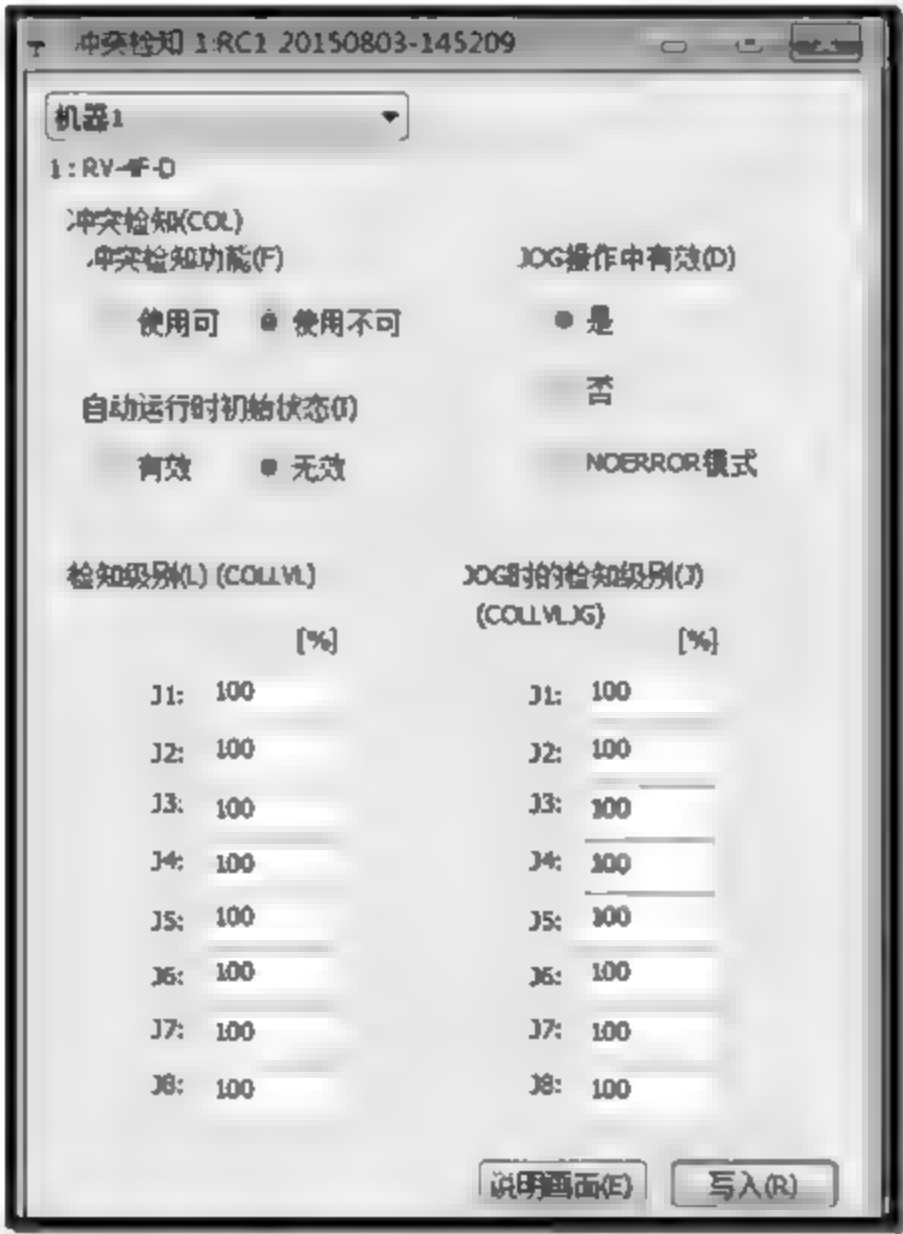 冲突检知 1:RC1 20150803-145209
机器1
1:RV-4F-D
冲突检知(COL)
冲突检知功能(F)
使用可 使用不可
自动运行时初始状态(I)
有效 无效
JOG操作中有效(D)
是
否
NOERROR模式
检知级别(L) (COLLVL)
[%]
J1: 100
J2: 100
J3: 100
J4: 100
J5: 100
J6: 100
J7: 100
J8: 100
JOG时的检知级别(J)
(COLLVLJG)
[%]
J1: 100
J2: 100
J3: 100
J4: 100
J5: 100
J6: 100
J7: 100
J8: 100
说明画面(E) 写入(R)